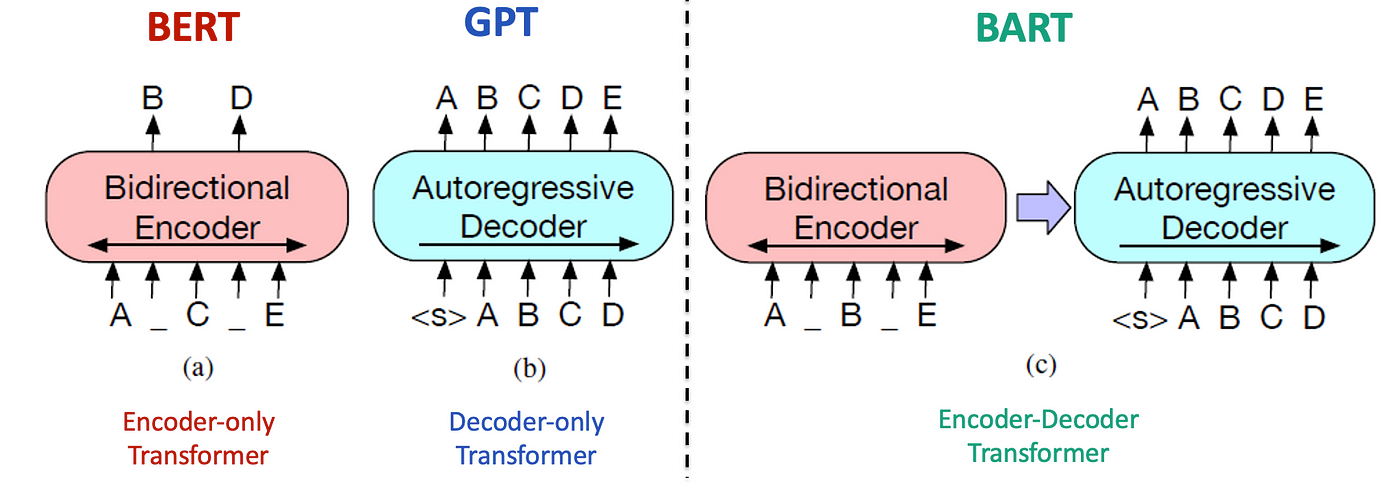 BERT
GPT
BART
B D
A B C D E
A B C D E
Bidirectional
Encoder
Autoregressive
Decoder
Bidirectional
Encoder
Autoregressive
Decoder
A _ C _ E
<s> A B C D
A _ B _ E
<s> A B C D
(a)
(b)
(c)
Encoder-only
Transformer
Decoder-only
Transformer
Encoder-Decoder
Transformer